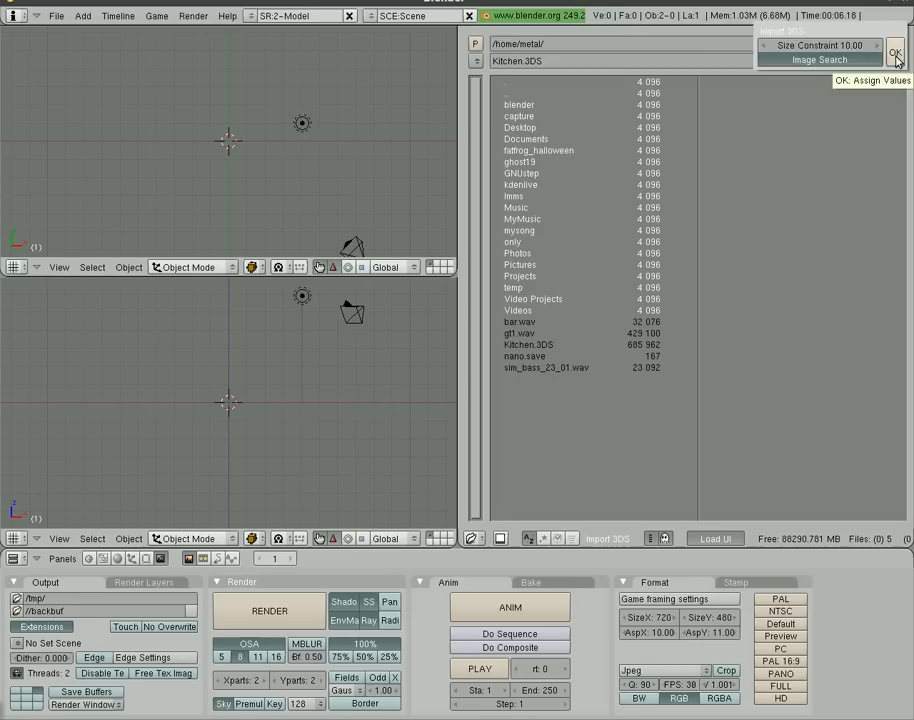 Blender
File Add Timeline Game Render Help SR:2-Model SCE:Scene www.blender.org 249.2 Ve:0 | Fa:0 | Ob:2-0 | La:1 | Mem:1.03M (6.68M) | Time:00:06.18 |
P /home/metal/
Kitchen.3DS
Import 3DS
Size Constraint 10.00
Image Search
OK
OK: Assign Values
. 4 096
.. 4 096
blender 4 096
capture 4 096
Desktop 4 096
Documents 4 096
fatfrog_halloween 4 096
ghost19 4 096
GNUstep 4 096
kdenlive 4 096
lmms 4 096
Music 4 096
MyMusic 4 096
mysong 4 096
only 4 096
Photos 4 096
Pictures 4 096
Projects 4 096
temp 4 096
Video Projects 4 096
Videos 4 096
bar.wav 32 076
gt1.wav 429 100
Kitchen.3DS 685 962
nano.save 167
sim_bass_23_01.wav 23 092
x
(1)
View Select Object Object Mode Global
z
x
(1)
View Select Object Object Mode Global
Import 3DS Load UI Free: 88290.781 MB Files: (0) 5 (0
Panels 1
Output Render Layers
/tmp/
//backbuf
Extensions Touch No Overwrite
No Set Scene
Dither: 0.000 Edge Edge Settings
Threads: 2 Disable Te Free Tex Imag
Save Buffers
Render Window
Render
RENDER
Shado SS Pan
EnvMa Ray Radi
OSA MBLUR 100%
5 8 11 16 Bf: 0.50 75% 50% 25%
Xparts: 2 Yparts: 2 Fields Odd X
Gaus 1.00
Sky Premul Key 128 Border
Anim Bake
ANIM
Do Sequence
Do Composite
PLAY rt: 0
Sta: 1 End: 250
Step: 1
Format Stamp
Game framing settings
SizeX: 720 SizeY: 480
AspX: 10.00 AspY: 11.00
Jpeg Crop
Q: 90 FPS: 30 / 1.001
BW RGB RGBA
PAL
NTSC
Default
Preview
PC
PAL 16:9
PANO
FULL
HD